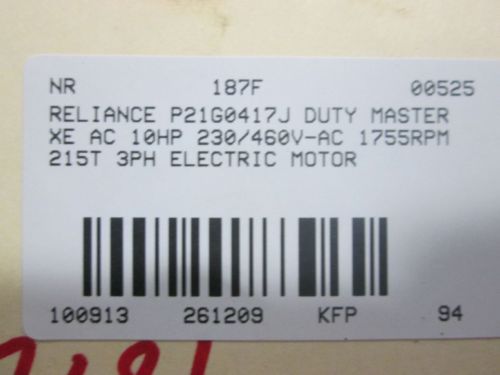 NR 187F 00525
RELIANCE P21G0417J DUTY MASTER
XE AC 10HP 230/460V-AC 1755RPM
215T 3PH ELECTRIC MOTOR
100913 261209 KFP 94